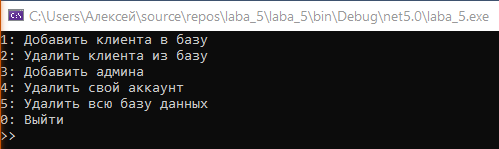 C:\Users\Алексей\source\repos\laba_5\laba_5\bin\Debug\net5.0\laba_5.exe
1: Добавить клиента в базу
2: Удалить клиента из базу
3: Добавить админа
4: Удалить свой аккаунт
5: Удалить всю базу данных
0: Выйти
>>